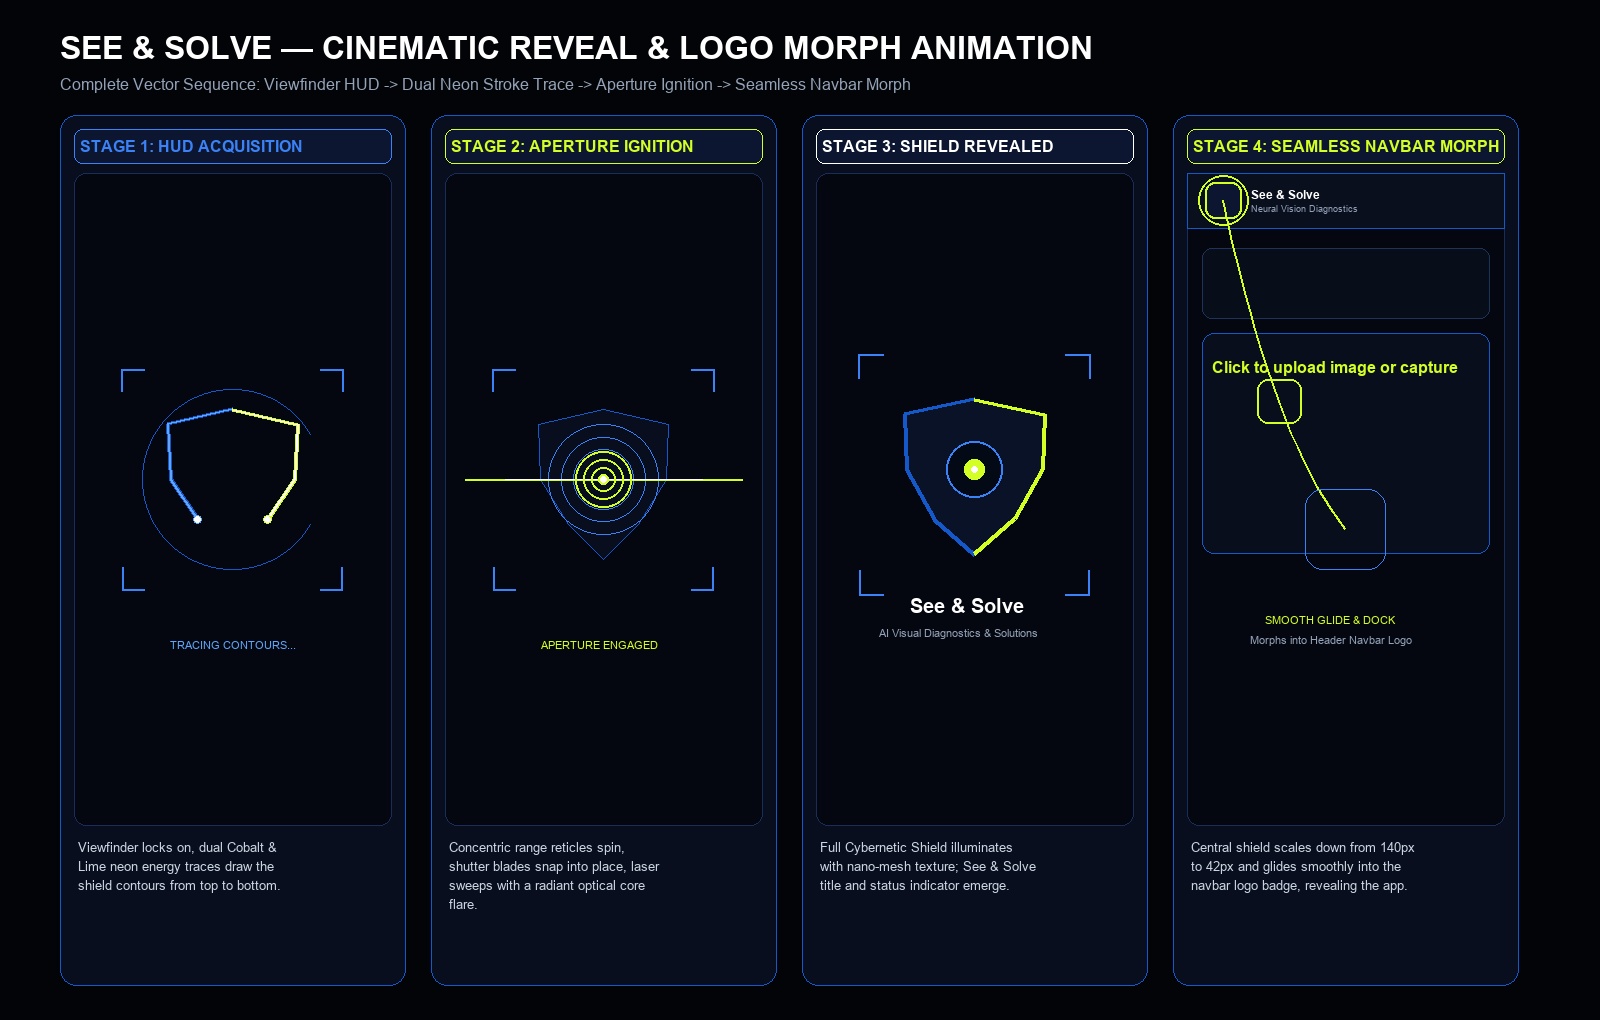 SEE & SOLVE — CINEMATIC REVEAL & LOGO MORPH ANIMATION
Complete Vector Sequence: Viewfinder HUD -> Dual Neon Stroke Trace -> Aperture Ignition -> Seamless Navbar Morph
STAGE 1: HUD ACQUISITION
TRACING CONTOURS...
Viewfinder locks on, dual Cobalt &
Lime neon energy traces draw the
shield contours from top to bottom.
STAGE 2: APERTURE IGNITION
APERTURE ENGAGED
Concentric range reticles spin,
shutter blades snap into place, laser
sweeps with a radiant optical core
flare.
STAGE 3: SHIELD REVEALED
See & Solve
AI Visual Diagnostics & Solutions
Full Cybernetic Shield illuminates
with nano-mesh texture; See & Solve
title and status indicator emerge.
STAGE 4: SEAMLESS NAVBAR MORPH
See & Solve
Neural Vision Diagnostics
Click to upload image or capture
SMOOTH GLIDE & DOCK
Morphs into Header Navbar Logo
Central shield scales down from 140px
to 42px and glides smoothly into the
navbar logo badge, revealing the app.